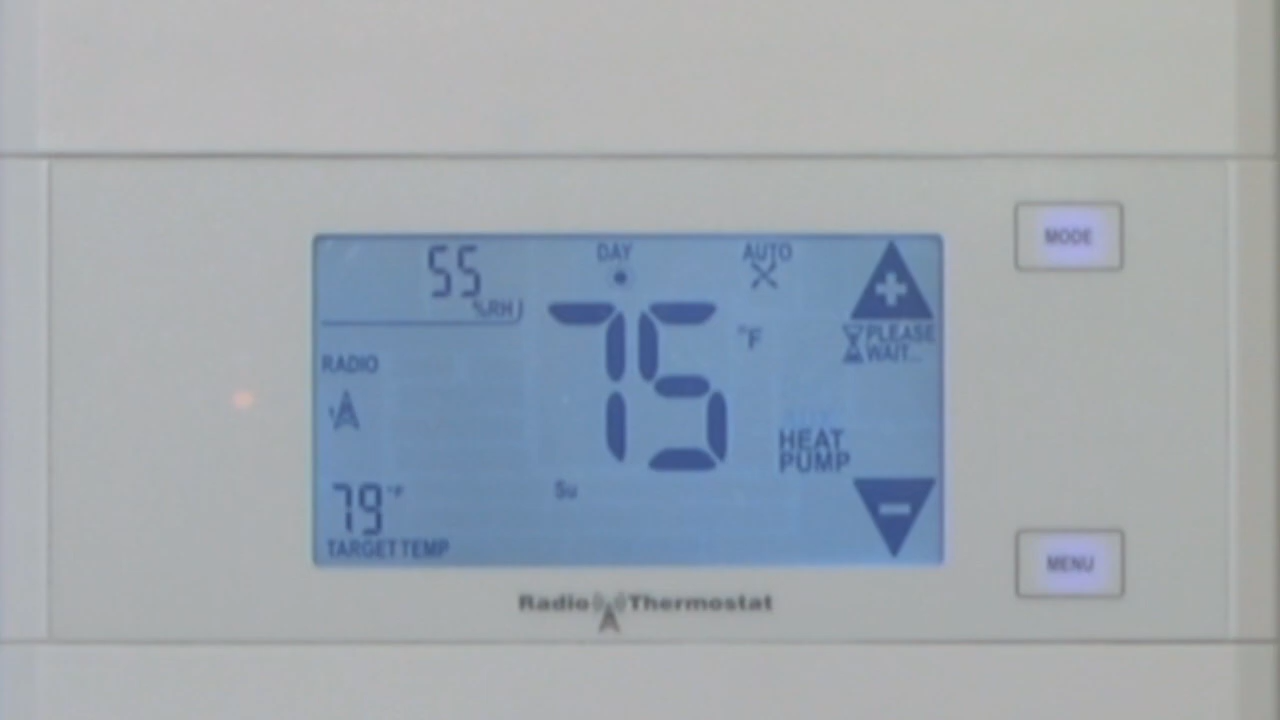 55
%RH
DAY
AUTO
MODE
75 °F
PLEASE
WAIT...
RADIO
HEAT
PUMP
79 °F
TARGET TEMP
Su
MENU
Radio Thermostat